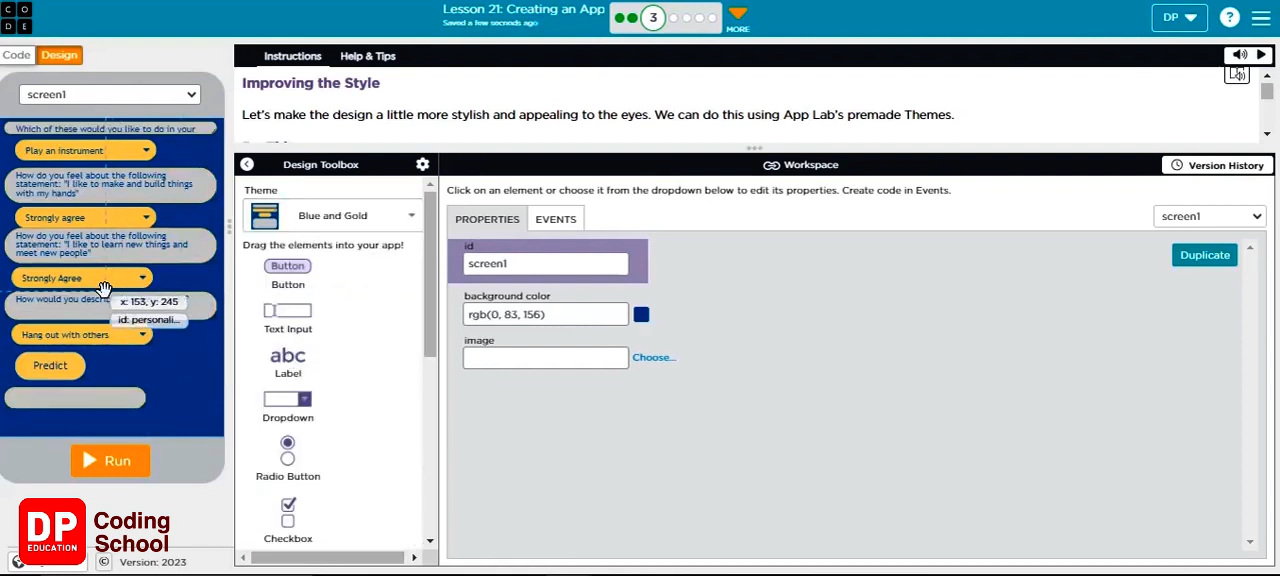 C O
D E
Lesson 21: Creating an App
Saved a few seconds ago
3
MORE
DP
?
Code
Design
Instructions
Help & Tips
screen1
Improving the Style
Let's make the design a little more stylish and appealing to the eyes. We can do this using App Lab's premade Themes.
Which of these would you like to do in your
Play an instrument
How do you feel about the following
statement: "I like to make and build things
with my hands"
Strongly agree
How do you feel about the following
statement: "I like to learn new things and
meet new people"
Strongly Agree
How would you descri
x: 153, y: 245
id: personali...
Hang out with others
Predict
Run
Design Toolbox
Workspace
Version History
Theme
Blue and Gold
Drag the elements into your app!
Button
Button
Text Input
abc
Label
Dropdown
Radio Button
Checkbox
Click on an element or choose it from the dropdown below to edit its properties. Create code in Events.
PROPERTIES
EVENTS
screen1
id
screen1
Duplicate
background color
rgb(0, 83, 156)
image
Choose...
DP
EDUCATION
Coding
School
© Version: 2023